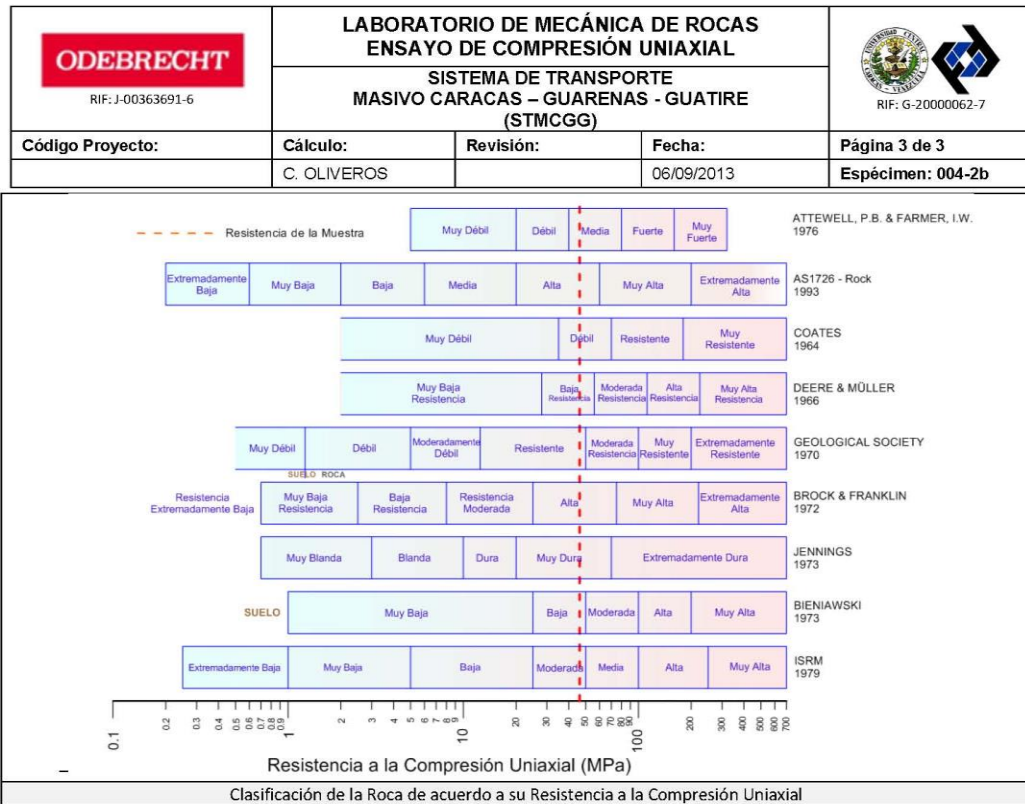 ODEBRECHT
RIF: J-00363691-6
LABORATORIO DE MECÁNICA DE ROCAS
ENSAYO DE COMPRESIÓN UNIAXIAL
SISTEMA DE TRANSPORTE
MASIVO CARACAS – GUARENAS - GUATIRE
(STMCGG)
RIF: G-20000062-7
Código Proyecto:
Cálculo:
Revisión:
Fecha:
Página 3 de 3
C. OLIVEROS
06/09/2013
Espécimen: 004-2b
Resistencia de la Muestra
Muy Débil
Débil
Media
Fuerte
Muy
Fuerte
ATTEWELL, P.B. & FARMER, I.W.
1976
Extremadamente
Baja
Muy Baja
Baja
Media
Alta
Muy Alta
Extremadamente
Alta
AS1726 - Rock
1993
Muy Débil
Débil
Resistente
Muy
Resistente
COATES
1964
Muy Baja
Resistencia
Baja
Resistencia
Moderada
Resistencia
Alta
Resistencia
Muy Alta
Resistencia
DEERE & MÜLLER
1966
Muy Débil
Débil
Moderadamente
Débil
Resistente
Moderada
Resistencia
Muy
Resistente
Extremadamente
Resistente
GEOLOGICAL SOCIETY
1970
SUELO ROCA
Resistencia
Extremadamente Baja
Muy Baja
Resistencia
Baja
Resistencia
Resistencia
Moderada
Alta
Muy Alta
Extremadamente
Alta
BROCK & FRANKLIN
1972
Muy Blanda
Blanda
Dura
Muy Dura
Extremadamente Dura
JENNINGS
1973
SUELO
Muy Baja
Baja
Moderada
Alta
Muy Alta
BIENIAWSKI
1973
Extremadamente Baja
Muy Baja
Baja
Moderada
Media
Alta
Muy Alta
ISRM
1979
0.1 0.2 0.3 0.4 0.5 0.6 0.7 0.8 0.9 1 2 3 4 5 6 7 8 9 10 20 30 40 50 60 70 80 90 100 200 300 400 500 600 700
Resistencia a la Compresión Uniaxial (MPa)
Clasificación de la Roca de acuerdo a su Resistencia a la Compresión Uniaxial